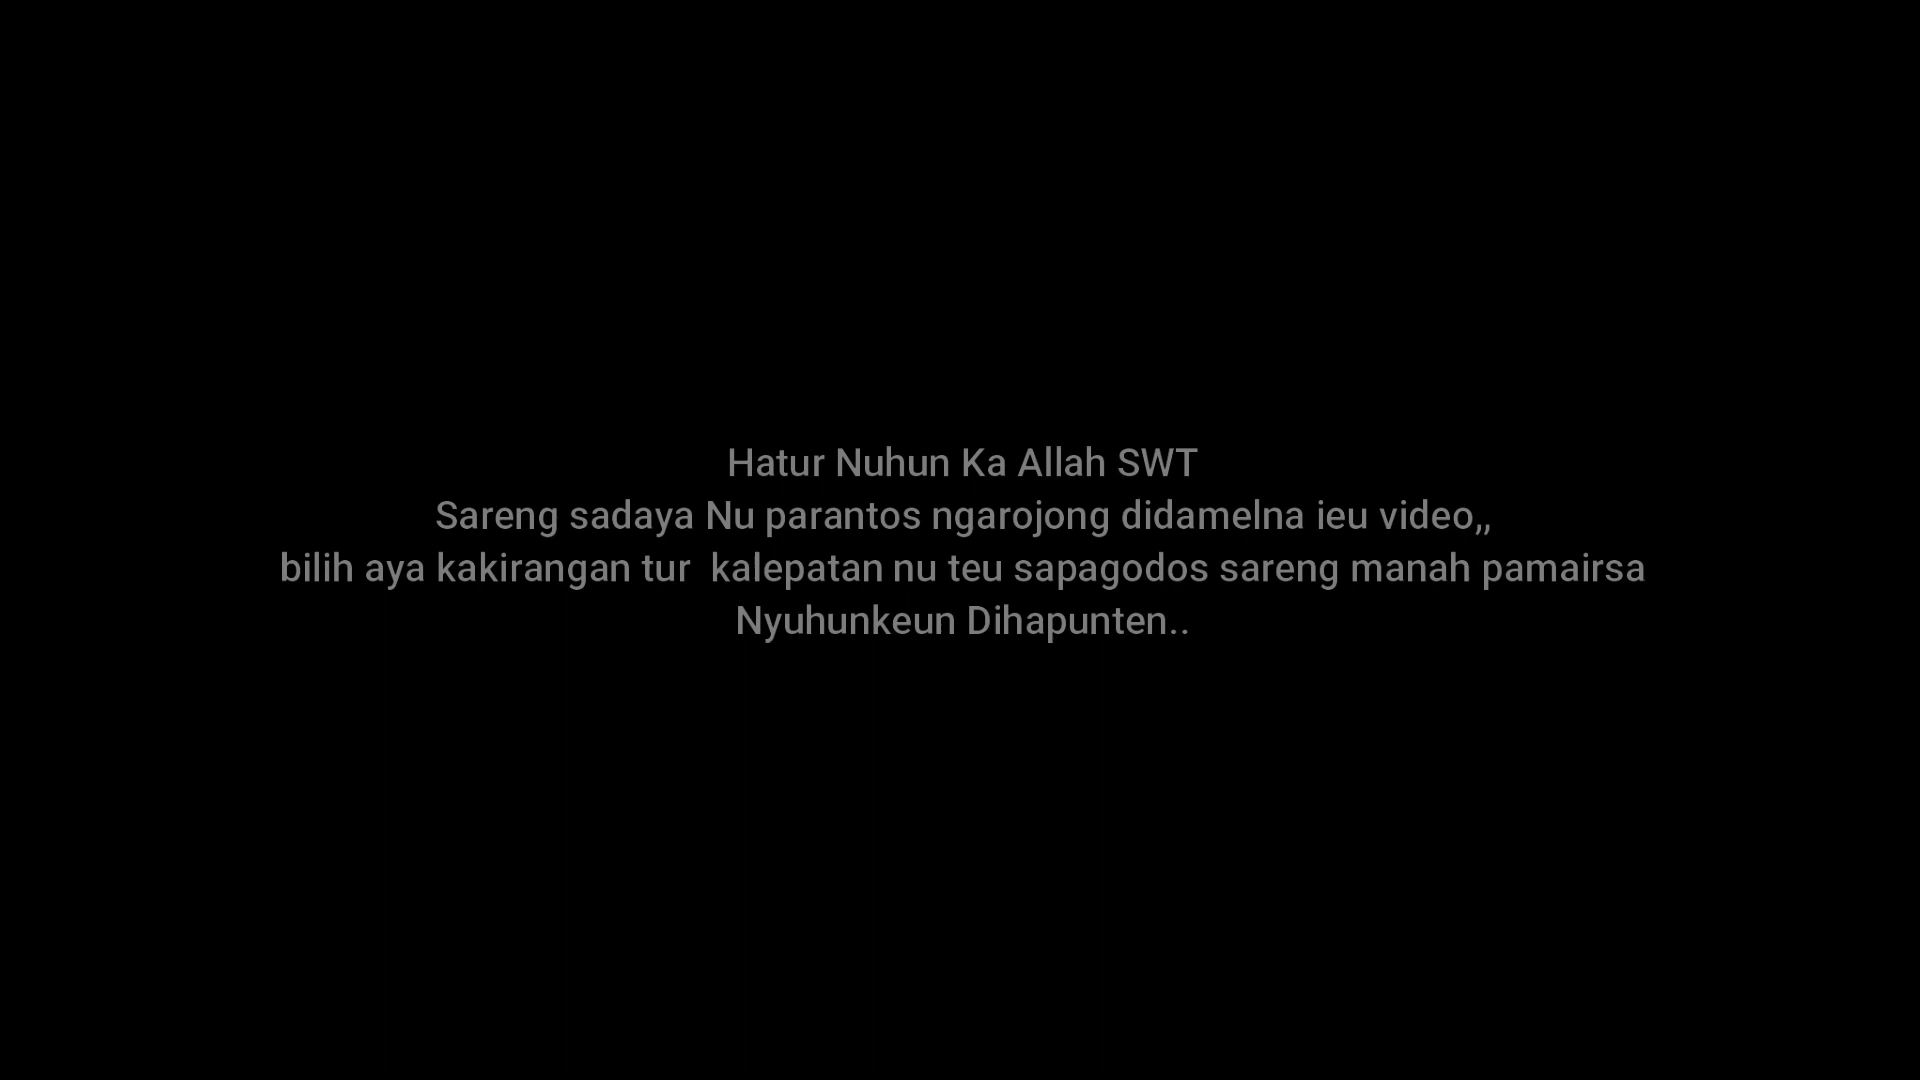 Hatur Nuhun Ka Allah SWT
Sareng sadaya Nu parantos ngarojong didamelna ieu video,,
bilih aya kakirangan tur  kalepatan nu teu sapagodos sareng manah pamairsa
Nyuhunkeun Dihapunten..